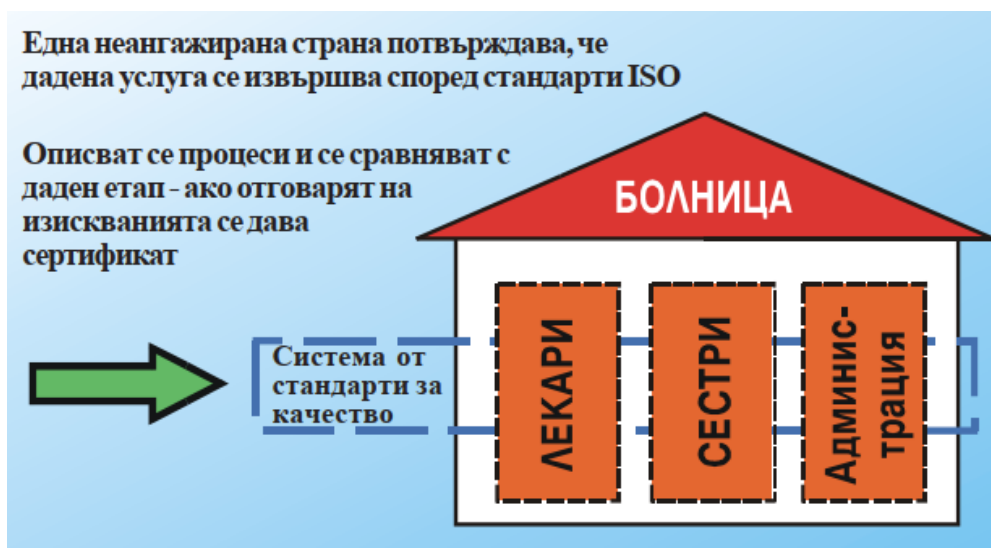 Една неангажирана страна потвърждава, че
дадена услуга се извършва според стандарти ISO
Описват се процеси и се сравняват с
даден етап - ако отговарят на
изискванията се дава
сертификат
БОЛНИЦА
Система от
стандарти за
качество
ЛЕКАРИ
СЕСТРИ
Админис-
трация